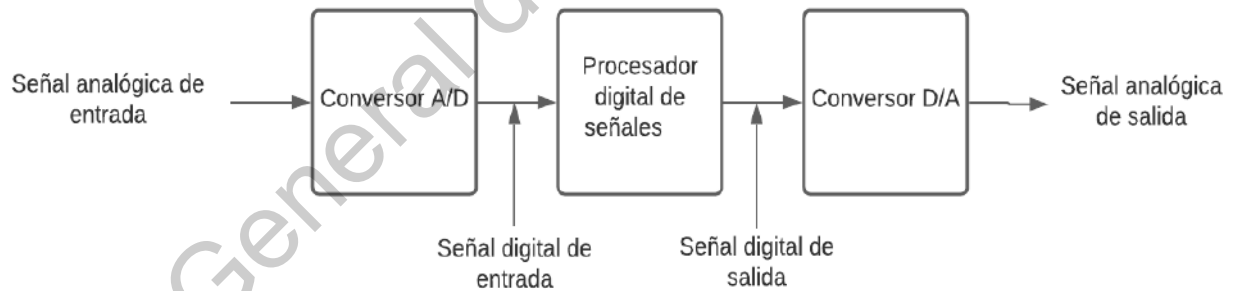 Señal analógica de
entrada
Conversor A/D
Procesador
digital de
señales
Conversor D/A
Señal analógica
de salida
Señal digital de
entrada
Señal digital de
salida
General d